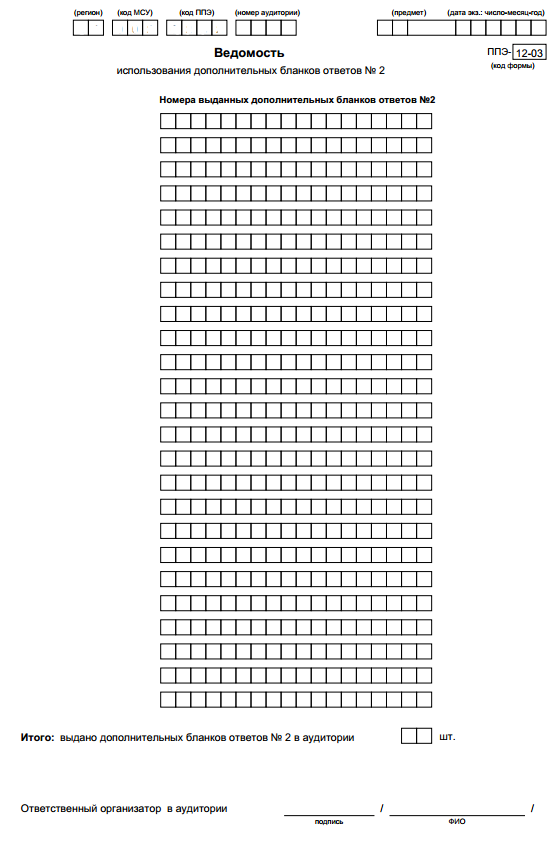 (регион) (код МСУ) (код ППЭ) (номер аудитории) (предмет) (дата экз.: число-месяц-год)
Ведомость
ППЭ- 12-03
(код формы)
использования дополнительных бланков ответов № 2
Номера выданных дополнительных бланков ответов №2
Итого: выдано дополнительных бланков ответов № 2 в аудитории шт.
Ответственный организатор в аудитории / /
подпись ФИО